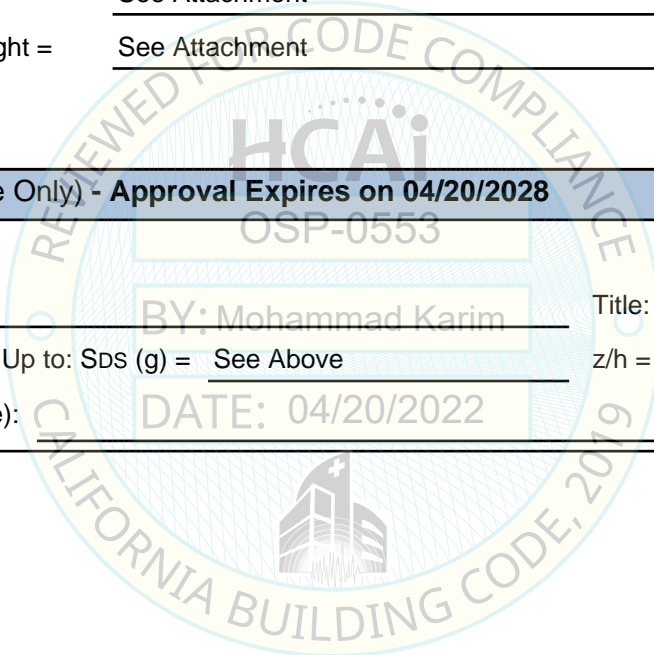 See Attachment
ght = See Attachment
REVIEWED FOR CODE COMPLIANCE
HCAi
e Only) - Approval Expires on 04/20/2028
OSP-0553
BY: Mohammad Karim
Title:
Up to: SDS (g) = See Above z/h =
DATE: 04/20/2022
e):
CALIFORNIA BUILDING CODE, 2019